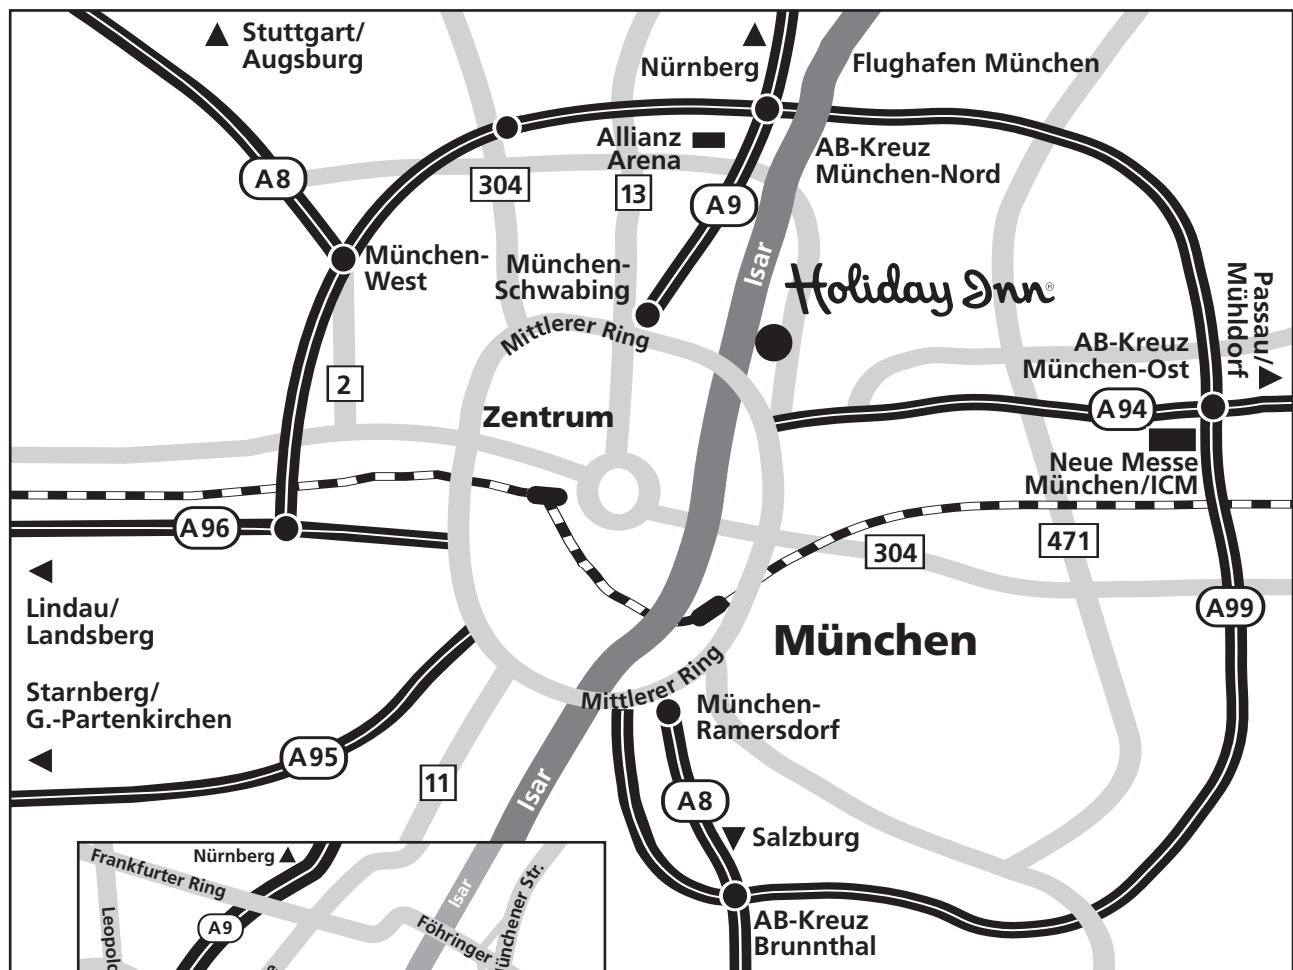 Stuttgart/
Augsburg
Nürnberg
Flughafen München
Allianz
Arena
AB-Kreuz
München-Nord
A8
304
13
A9
München-
West
München-
Schwabing
Isar
Holiday Inn®
Passau/
Mühldorf
Mittlerer Ring
AB-Kreuz
München-Ost
2
A94
Zentrum
Neue Messe
München/ICM
A96
304
471
Lindau/
Landsberg
A99
München
Starnberg/
G.-Partenkirchen
Mittlerer Ring
München-
Ramersdorf
A95
11
Isar
A8
Salzburg
AB-Kreuz
Brunnthal
Nürnberg
Frankfurter Ring
Isar
A9
Föhringer